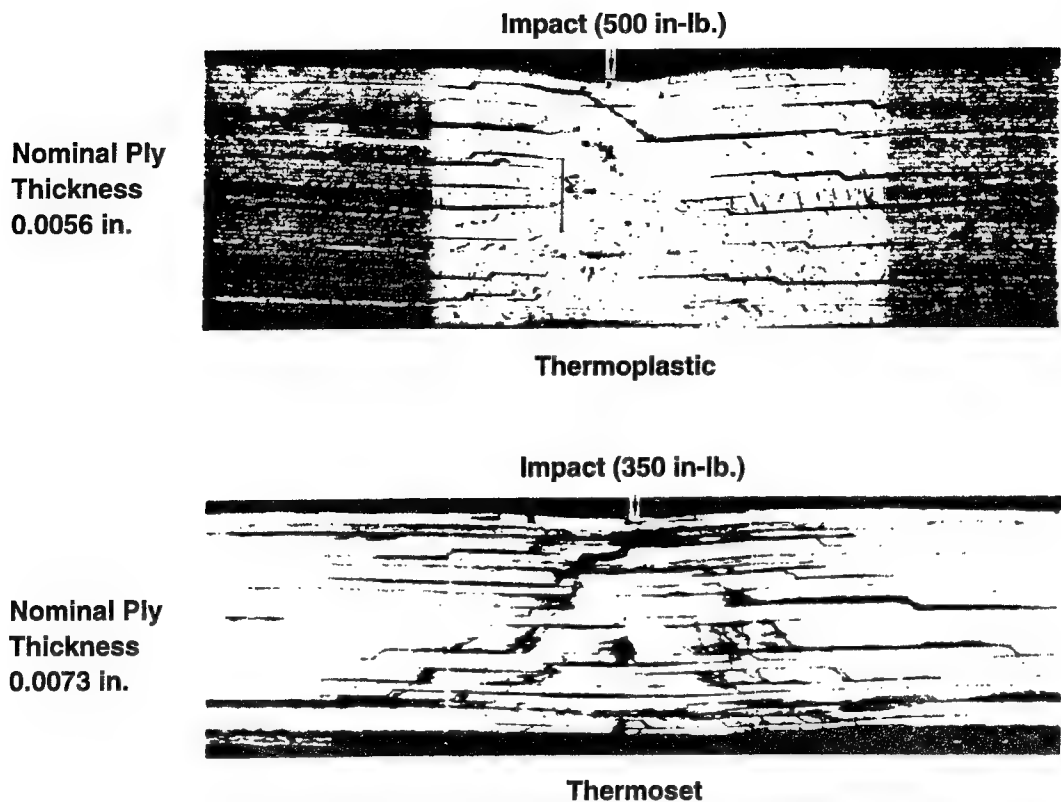 Impact (500 in-lb.)
Nominal Ply
Thickness
0.0056 in.
Thermoplastic
Impact (350 in-lb.)
Nominal Ply
Thickness
0.0073 in.
Thermoset